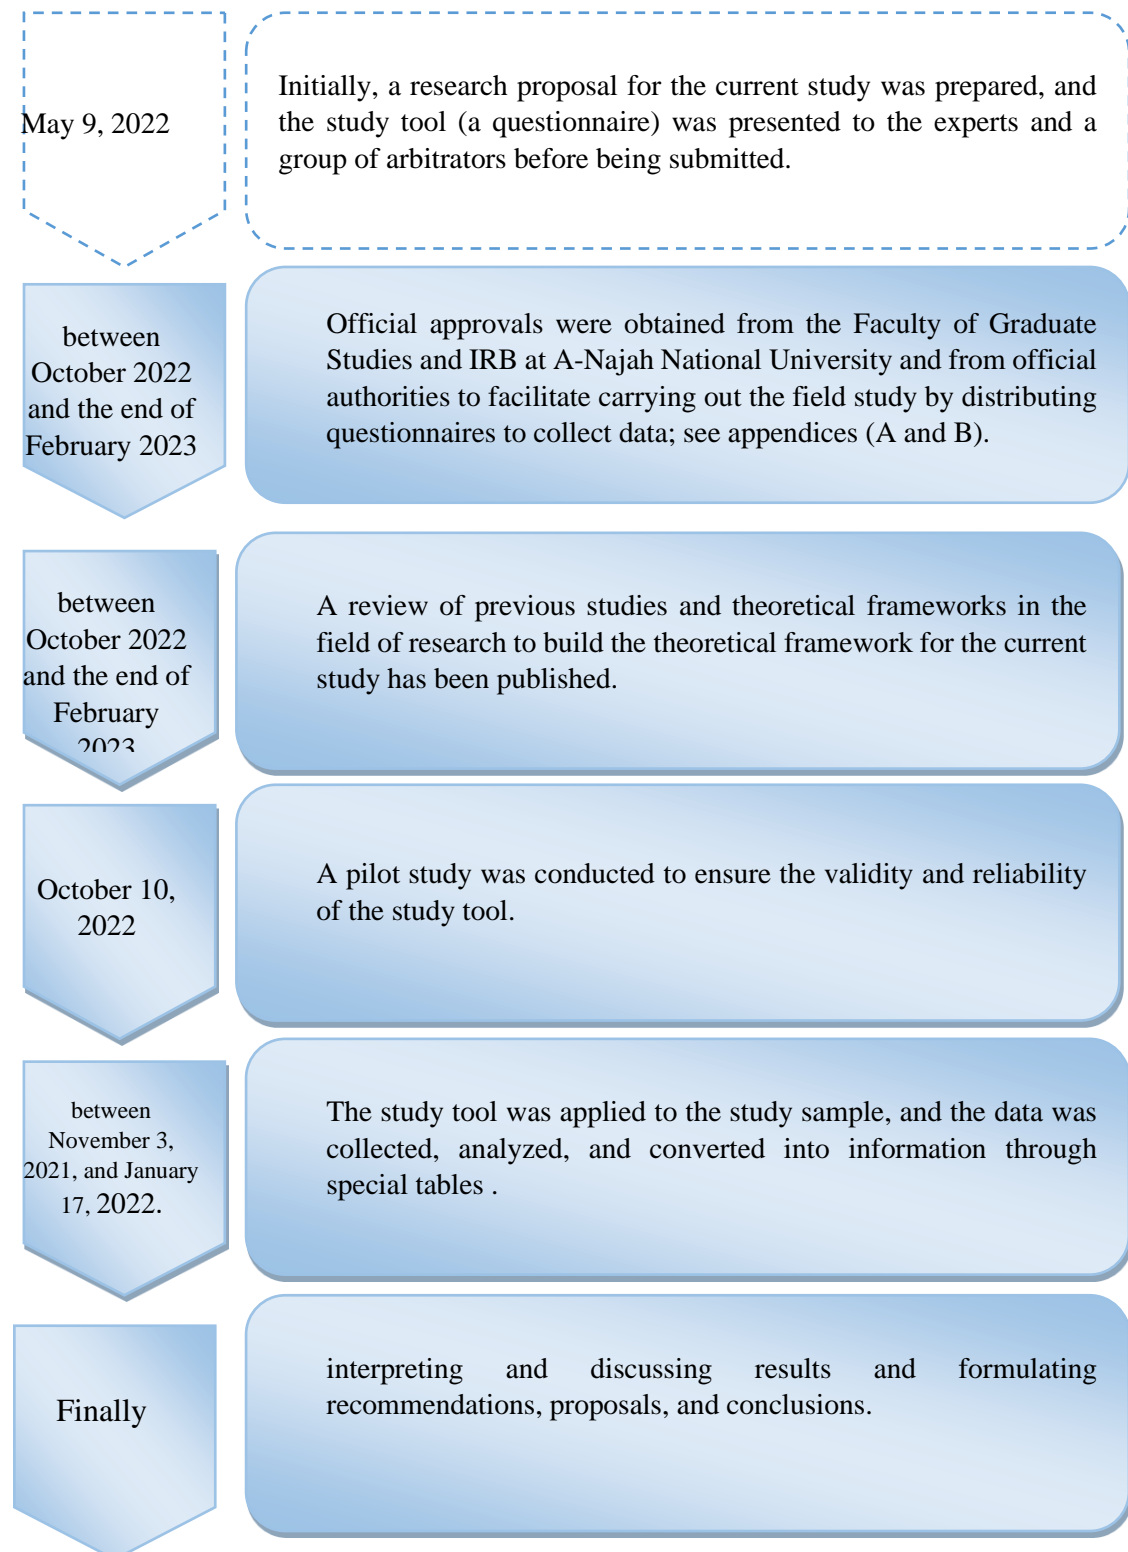 May 9, 2022
Initially, a research proposal for the current study was prepared, and
the study tool (a questionnaire) was presented to the experts and a
group of arbitrators before being submitted.
between
October 2022
and the end of
February 2023
Official approvals were obtained from the Faculty of Graduate
Studies and IRB at A-Najah National University and from official
authorities to facilitate carrying out the field study by distributing
questionnaires to collect data; see appendices (A and B).
between
October 2022
and the end of
February
2023
A review of previous studies and theoretical frameworks in the
field of research to build the theoretical framework for the current
study has been published.
October 10,
2022
A pilot study was conducted to ensure the validity and reliability
of the study tool.
between
November 3,
2021, and January
17, 2022.
The study tool was applied to the study sample, and the data was
collected, analyzed, and converted into information through
special tables .
Finally
interpreting and discussing results and formulating
recommendations, proposals, and conclusions.